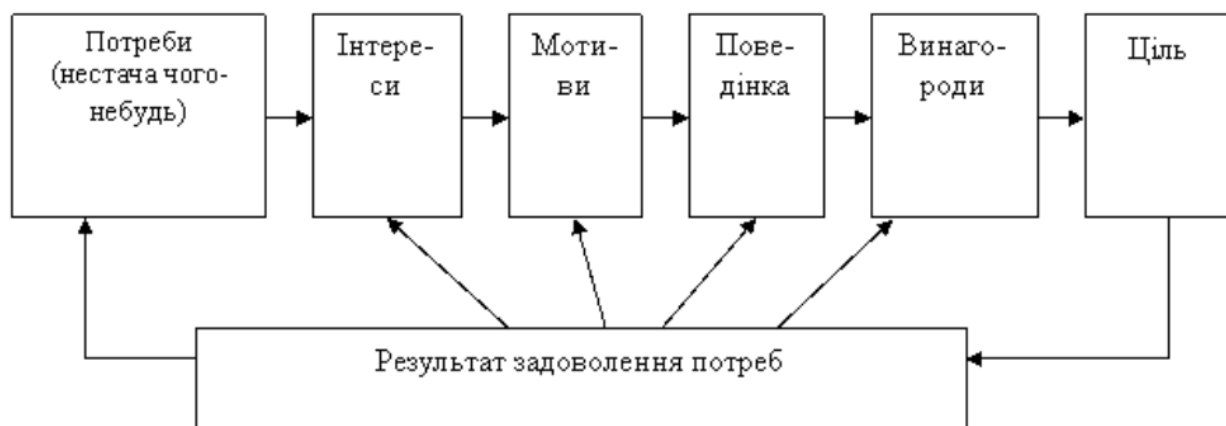 Потреби
(нестача чого-
небудь)
Інтере-
си
Моти-
ви
Пове-
дінка
Винаго-
роди
Ціль
Результат задоволення потреб